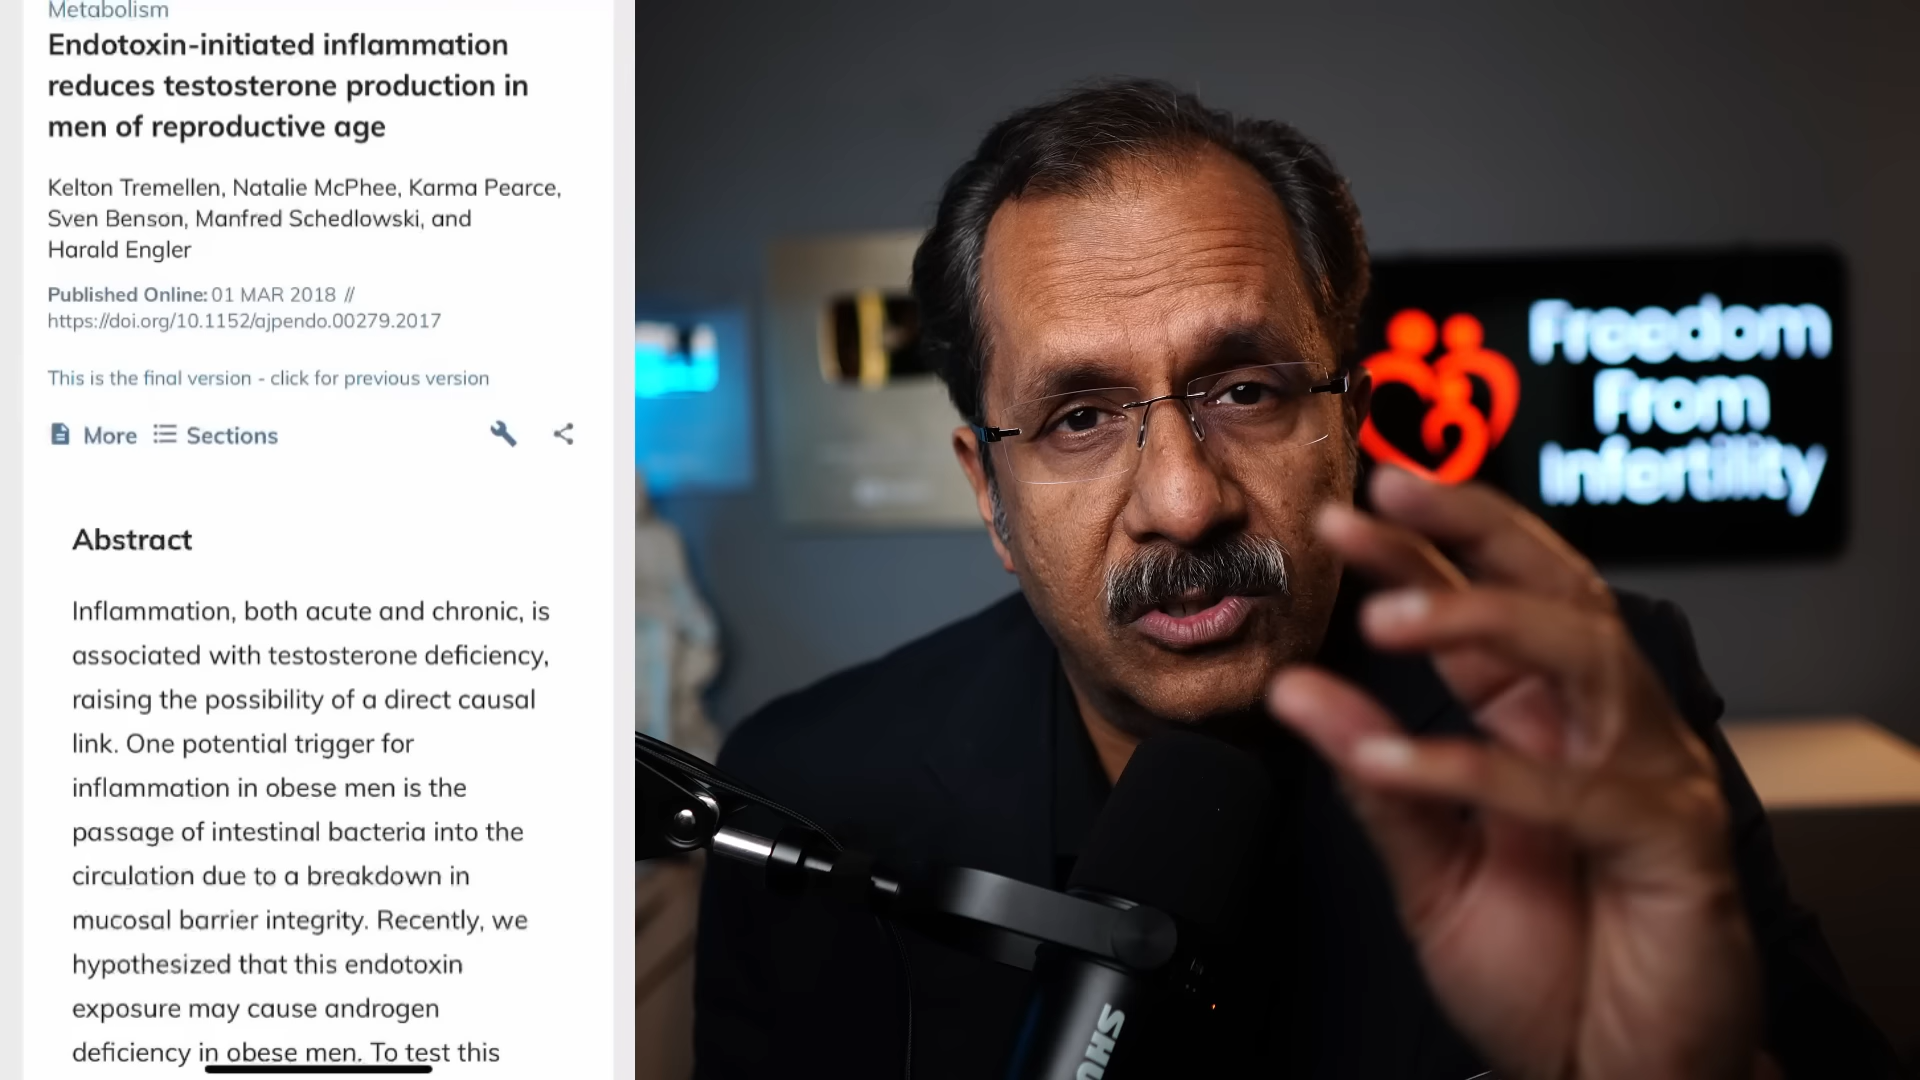 Metabolism
Endotoxin-initiated inflammation
reduces testosterone production in
men of reproductive age
Kelton Tremellen, Natalie McPhee, Karma Pearce,
Sven Benson, Manfred Schedlowski, and
Harald Engler
Published Online: 01 MAR 2018 //
https://doi.org/10.1152/ajpendo.00279.2017
This is the final version - click for previous version
More Sections
Abstract
Inflammation, both acute and chronic, is
associated with testosterone deficiency,
raising the possibility of a direct causal
link. One potential trigger for
inflammation in obese men is the
passage of intestinal bacteria into the
circulation due to a breakdown in
mucosal barrier integrity. Recently, we
hypothesized that this endotoxin
exposure may cause androgen
deficiency in obese men. To test this
Freedom
From
Infertility
SHU